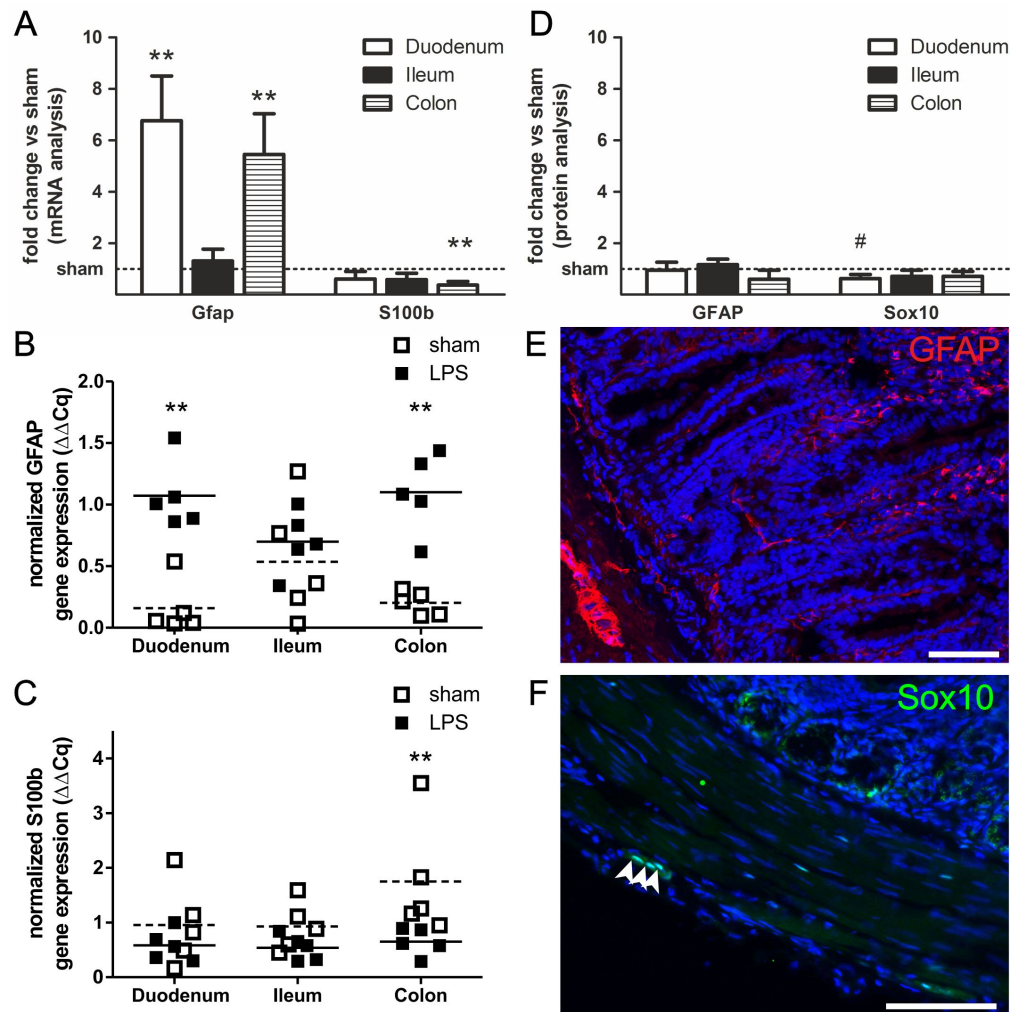 A
fold change vs sham
(mRNA analysis)
10
8
6
4
2
sham
**
**
**
Duodenum
Ileum
Colon
Gfap
S100b
D
fold change vs sham
(protein analysis)
10
8
6
4
2
sham
#
Duodenum
Ileum
Colon
GFAP
Sox10
B
normalized GFAP
gene expression (ΔΔCq)
sham
LPS
2.0
1.5
1.0
0.5
0.0
**
**
Duodenum
Ileum
Colon
E
GFAP
C
normalized S100b
gene expression (ΔΔCq)
sham
LPS
4
3
2
1
0
**
Duodenum
Ileum
Colon
F
Sox10